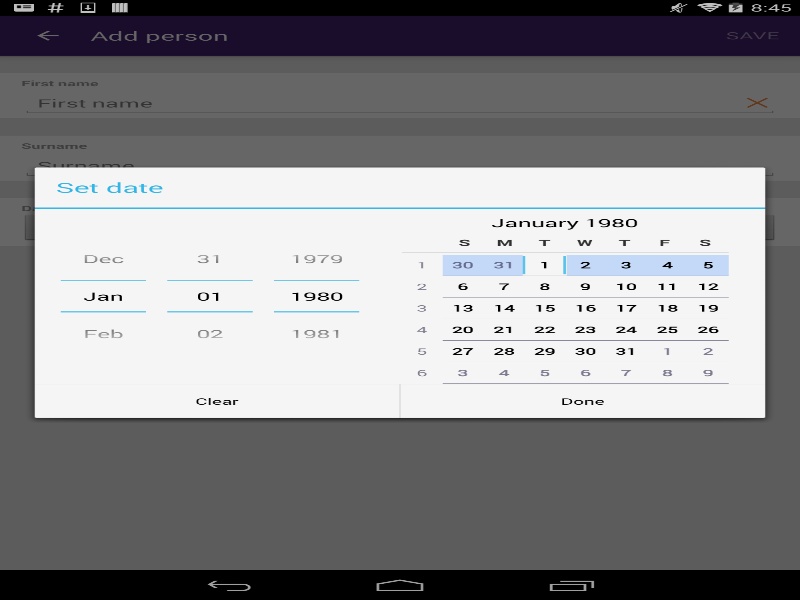 8:45
Add person
SAVE
First name
First name
Surname
Surname
Set date
January 1980
S M T W T F S
Dec 31 1979
1 30 31 1 2 3 4 5
2 6 7 8 9 10 11 12
Jan 01 1980
3 13 14 15 16 17 18 19
4 20 21 22 23 24 25 26
Feb 02 1981
5 27 28 29 30 31 1 2
6 3 4 5 6 7 8 9
Clear
Done